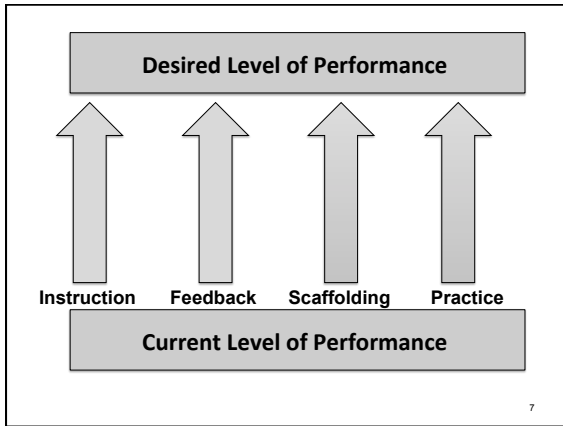 Desired Level of Performance
Instruction Feedback Scaffolding Practice
Current Level of Performance
7